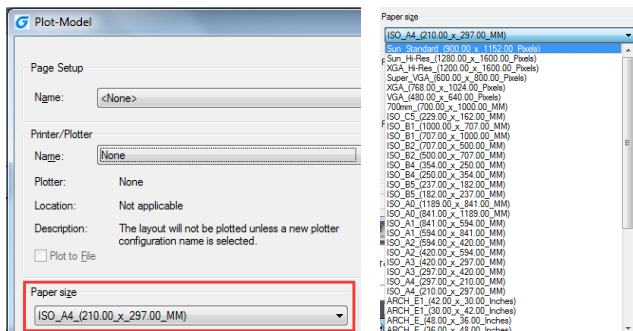 Plot-Model
Page Setup
Name:
<None>
Printer/Plotter
Name:
None
Plotter:
None
Location:
Not applicable
Description:
The layout will not be plotted unless a new plotter
configuration name is selected.
Plot to File
Paper size
ISO_A4_(210.00_x_297.00_MM)
Paper size
ISO_A4_(210.00_x_297.00_MM)
Sun_Standard_(900.00_x_1152.00_Pixels)
Sun_Hi-Res_(1280.00_x_1600.00_Pixels)
XGA_Hi-Res_(1200.00_x_1600.00_Pixels)
Super_VGA_(600.00_x_800.00_Pixels)
XGA_(768.00_x_1024.00_Pixels)
VGA_(480.00_x_640.00_Pixels)
700mm_(700.00_x_1000.00_MM)
ISO_C5_(229.00_x_162.00_MM)
ISO_B1_(1000.00_x_707.00_MM)
ISO_B1_(707.00_x_1000.00_MM)
ISO_B2_(707.00_x_500.00_MM)
ISO_B2_(500.00_x_707.00_MM)
ISO_B4_(354.00_x_250.00_MM)
ISO_B4_(250.00_x_354.00_MM)
ISO_B5_(237.00_x_182.00_MM)
ISO_B5_(182.00_x_237.00_MM)
ISO_A0_(1189.00_x_841.00_MM)
ISO_A0_(841.00_x_1189.00_MM)
ISO_A1_(841.00_x_594.00_MM)
ISO_A1_(594.00_x_841.00_MM)
ISO_A2_(594.00_x_420.00_MM)
ISO_A2_(420.00_x_594.00_MM)
ISO_A3_(420.00_x_297.00_MM)
ISO_A3_(297.00_x_420.00_MM)
ISO_A4_(297.00_x_210.00_MM)
ISO_A4_(210.00_x_297.00_MM)
ARCH_E1_(42.00_x_30.00_Inches)
ARCH_E1_(30.00_x_42.00_Inches)
ARCH_E_(48.00_x_36.00_Inches)
ARCH_E_(36.00_x_48.00_Inches)